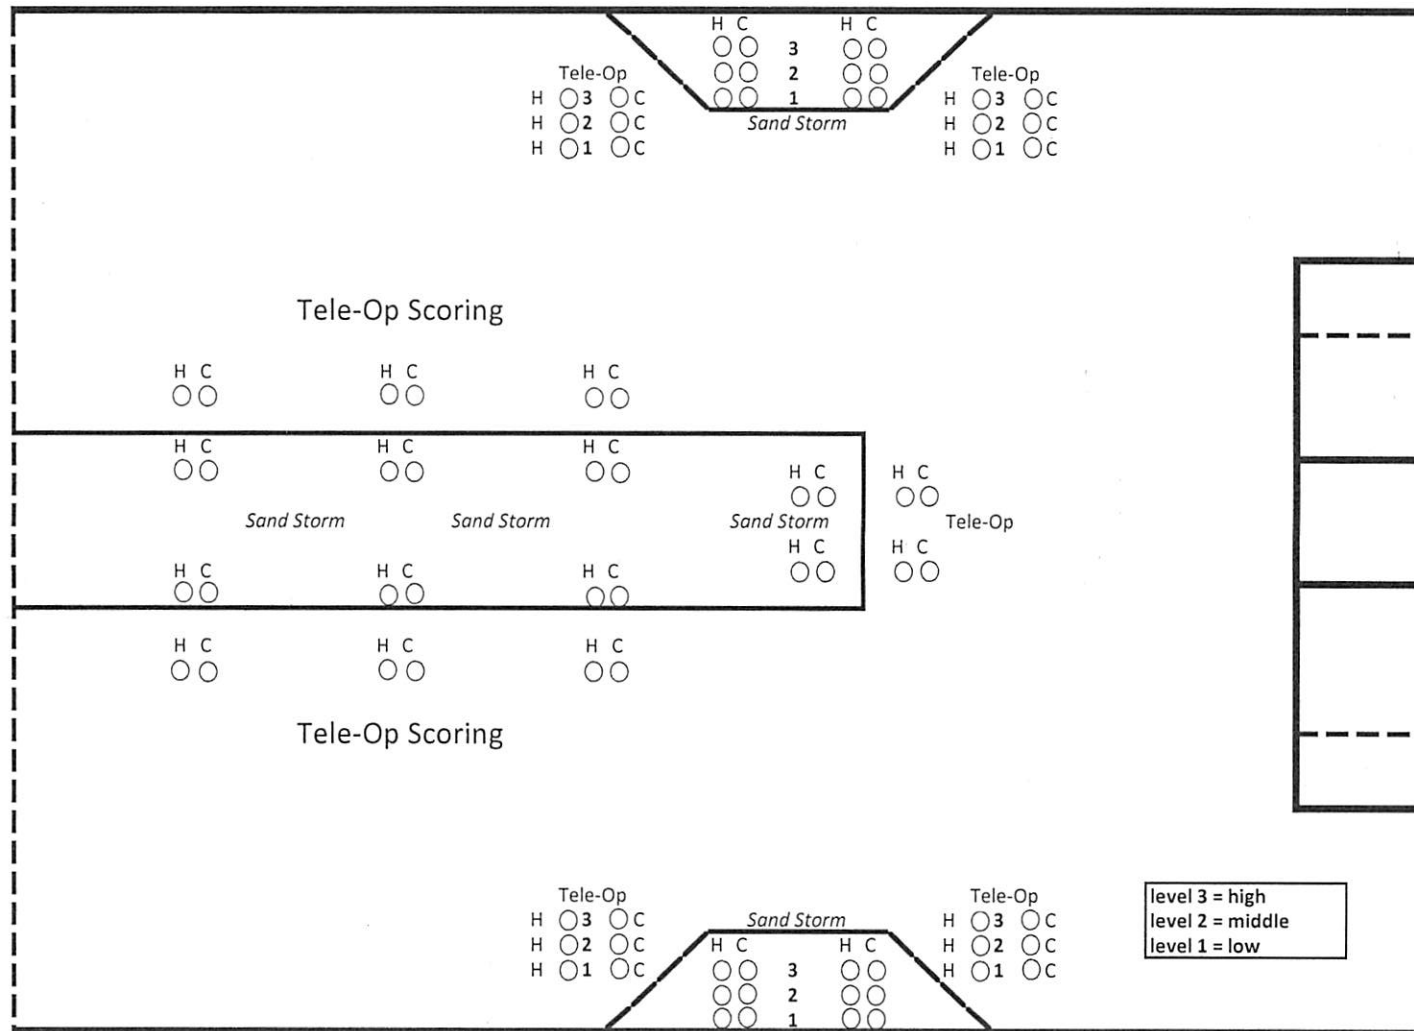 H C H C
3
2
1
Sand Storm
Tele-Op
H 3 C
H 2 C
H 1 C
Tele-Op
H 3 C
H 2 C
H 1 C
Tele-Op Scoring
H C H C H C
H C H C H C
H C H C
Sand Storm Sand Storm Sand Storm Tele-Op
H C H C
H C H C H C
H C H C H C
Tele-Op Scoring
Tele-Op
H 3 C
H 2 C
H 1 C
Sand Storm
H C H C
3
2
1
Tele-Op
H 3 C
H 2 C
H 1 C
level 3 = high
level 2 = middle
level 1 = low